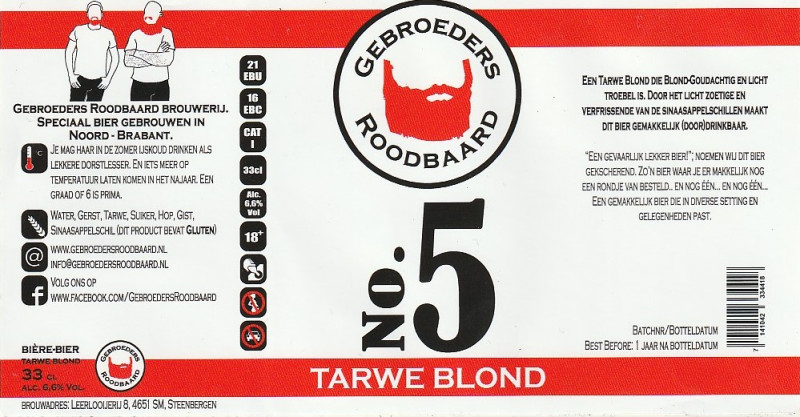 Gebroeders Roodbaard Brouwerij.
Speciaal bier gebrouwen in
Noord - Brabant.
Je mag haar in de zomer ijskoud drinken als
lekkere dorstlesser. En iets meer op
temperatuur laten komen in het najaar. Een
graad of 6 is prima.
°C
Water, Gerst, Tarwe, Suiker, Hop, Gist,
Sinaasappelschil (dit product bevat Gluten)
@
www.gebroedersroodbaard.nl
info@gebroedersroodbaard.nl
f
Volg ons op
www.facebook.com/GebroedersRoodbaard
Bière-Bier
Tarwe Blond
33 cl
Alc. 6,6% Vol.
Gebroeders
Roodbaard
brouwadres: Leerlooijerij 8, 4651 SM, Steenbergen
21
EBU
16
EBC
CAT
I
33cl
Alc.
6.6%
Vol
18+
Gebroeders
Roodbaard
No. 5
Tarwe Blond
Een Tarwe Blond die Blond-Goudachtig en licht
troebel is. Door het licht zoetige en
verfrissende van de sinaasappelschillen maakt
dit bier gemakkelijk (door)drinkbaar.
"Een gevaarlijk lekker bier!"; noemen wij dit bier
gekscherend. Zo'n bier waar je er makkelijk nog
een rondje van besteld.. en nog één... en nog één...
Een gemakkelijk bier die in diverse setting en
gelegenheden past.
Batchnr/Botteldatum
Best Before: 1 jaar na botteldatum
7 141042 334418